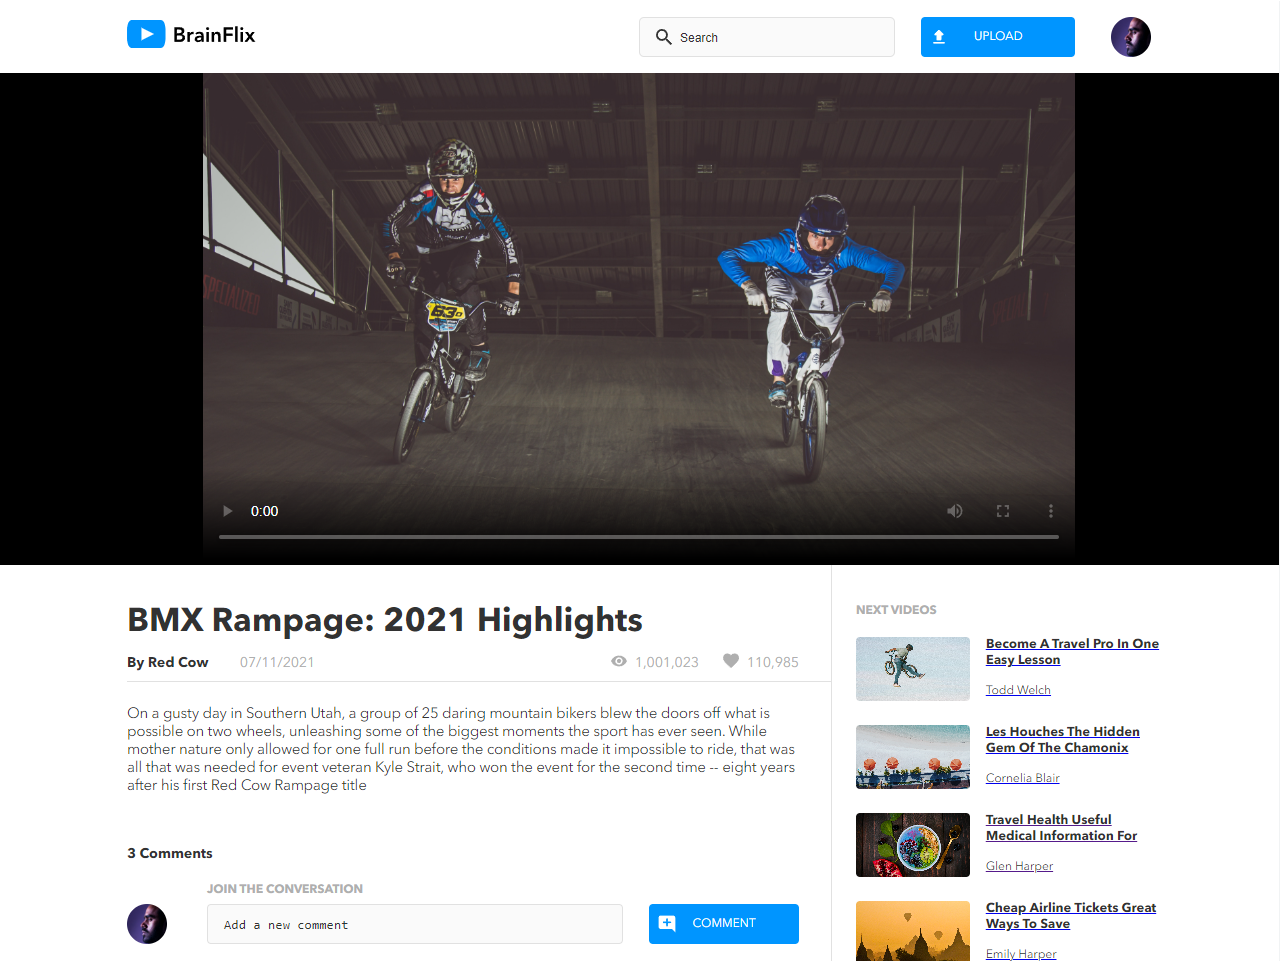 BrainFlix
Search
UPLOAD
SPECIALIZED
0:00
BMX Rampage: 2021 Highlights
By Red Cow
07/11/2021
1,001,023
110,985
On a gusty day in Southern Utah, a group of 25 daring mountain bikers blew the doors off what is
possible on two wheels, unleashing some of the biggest moments the sport has ever seen. While
mother nature only allowed for one full run before the conditions made it impossible to ride, that was
all that was needed for event veteran Kyle Strait, who won the event for the second time -- eight years
after his first Red Cow Rampage title
3 Comments
JOIN THE CONVERSATION
Add a new comment
COMMENT
NEXT VIDEOS
Become A Travel Pro In One
Easy Lesson
Todd Welch
Les Houches The Hidden
Gem Of The Chamonix
Cornelia Blair
Travel Health Useful
Medical Information For
Glen Harper
Cheap Airline Tickets Great
Ways To Save
Emily Harper